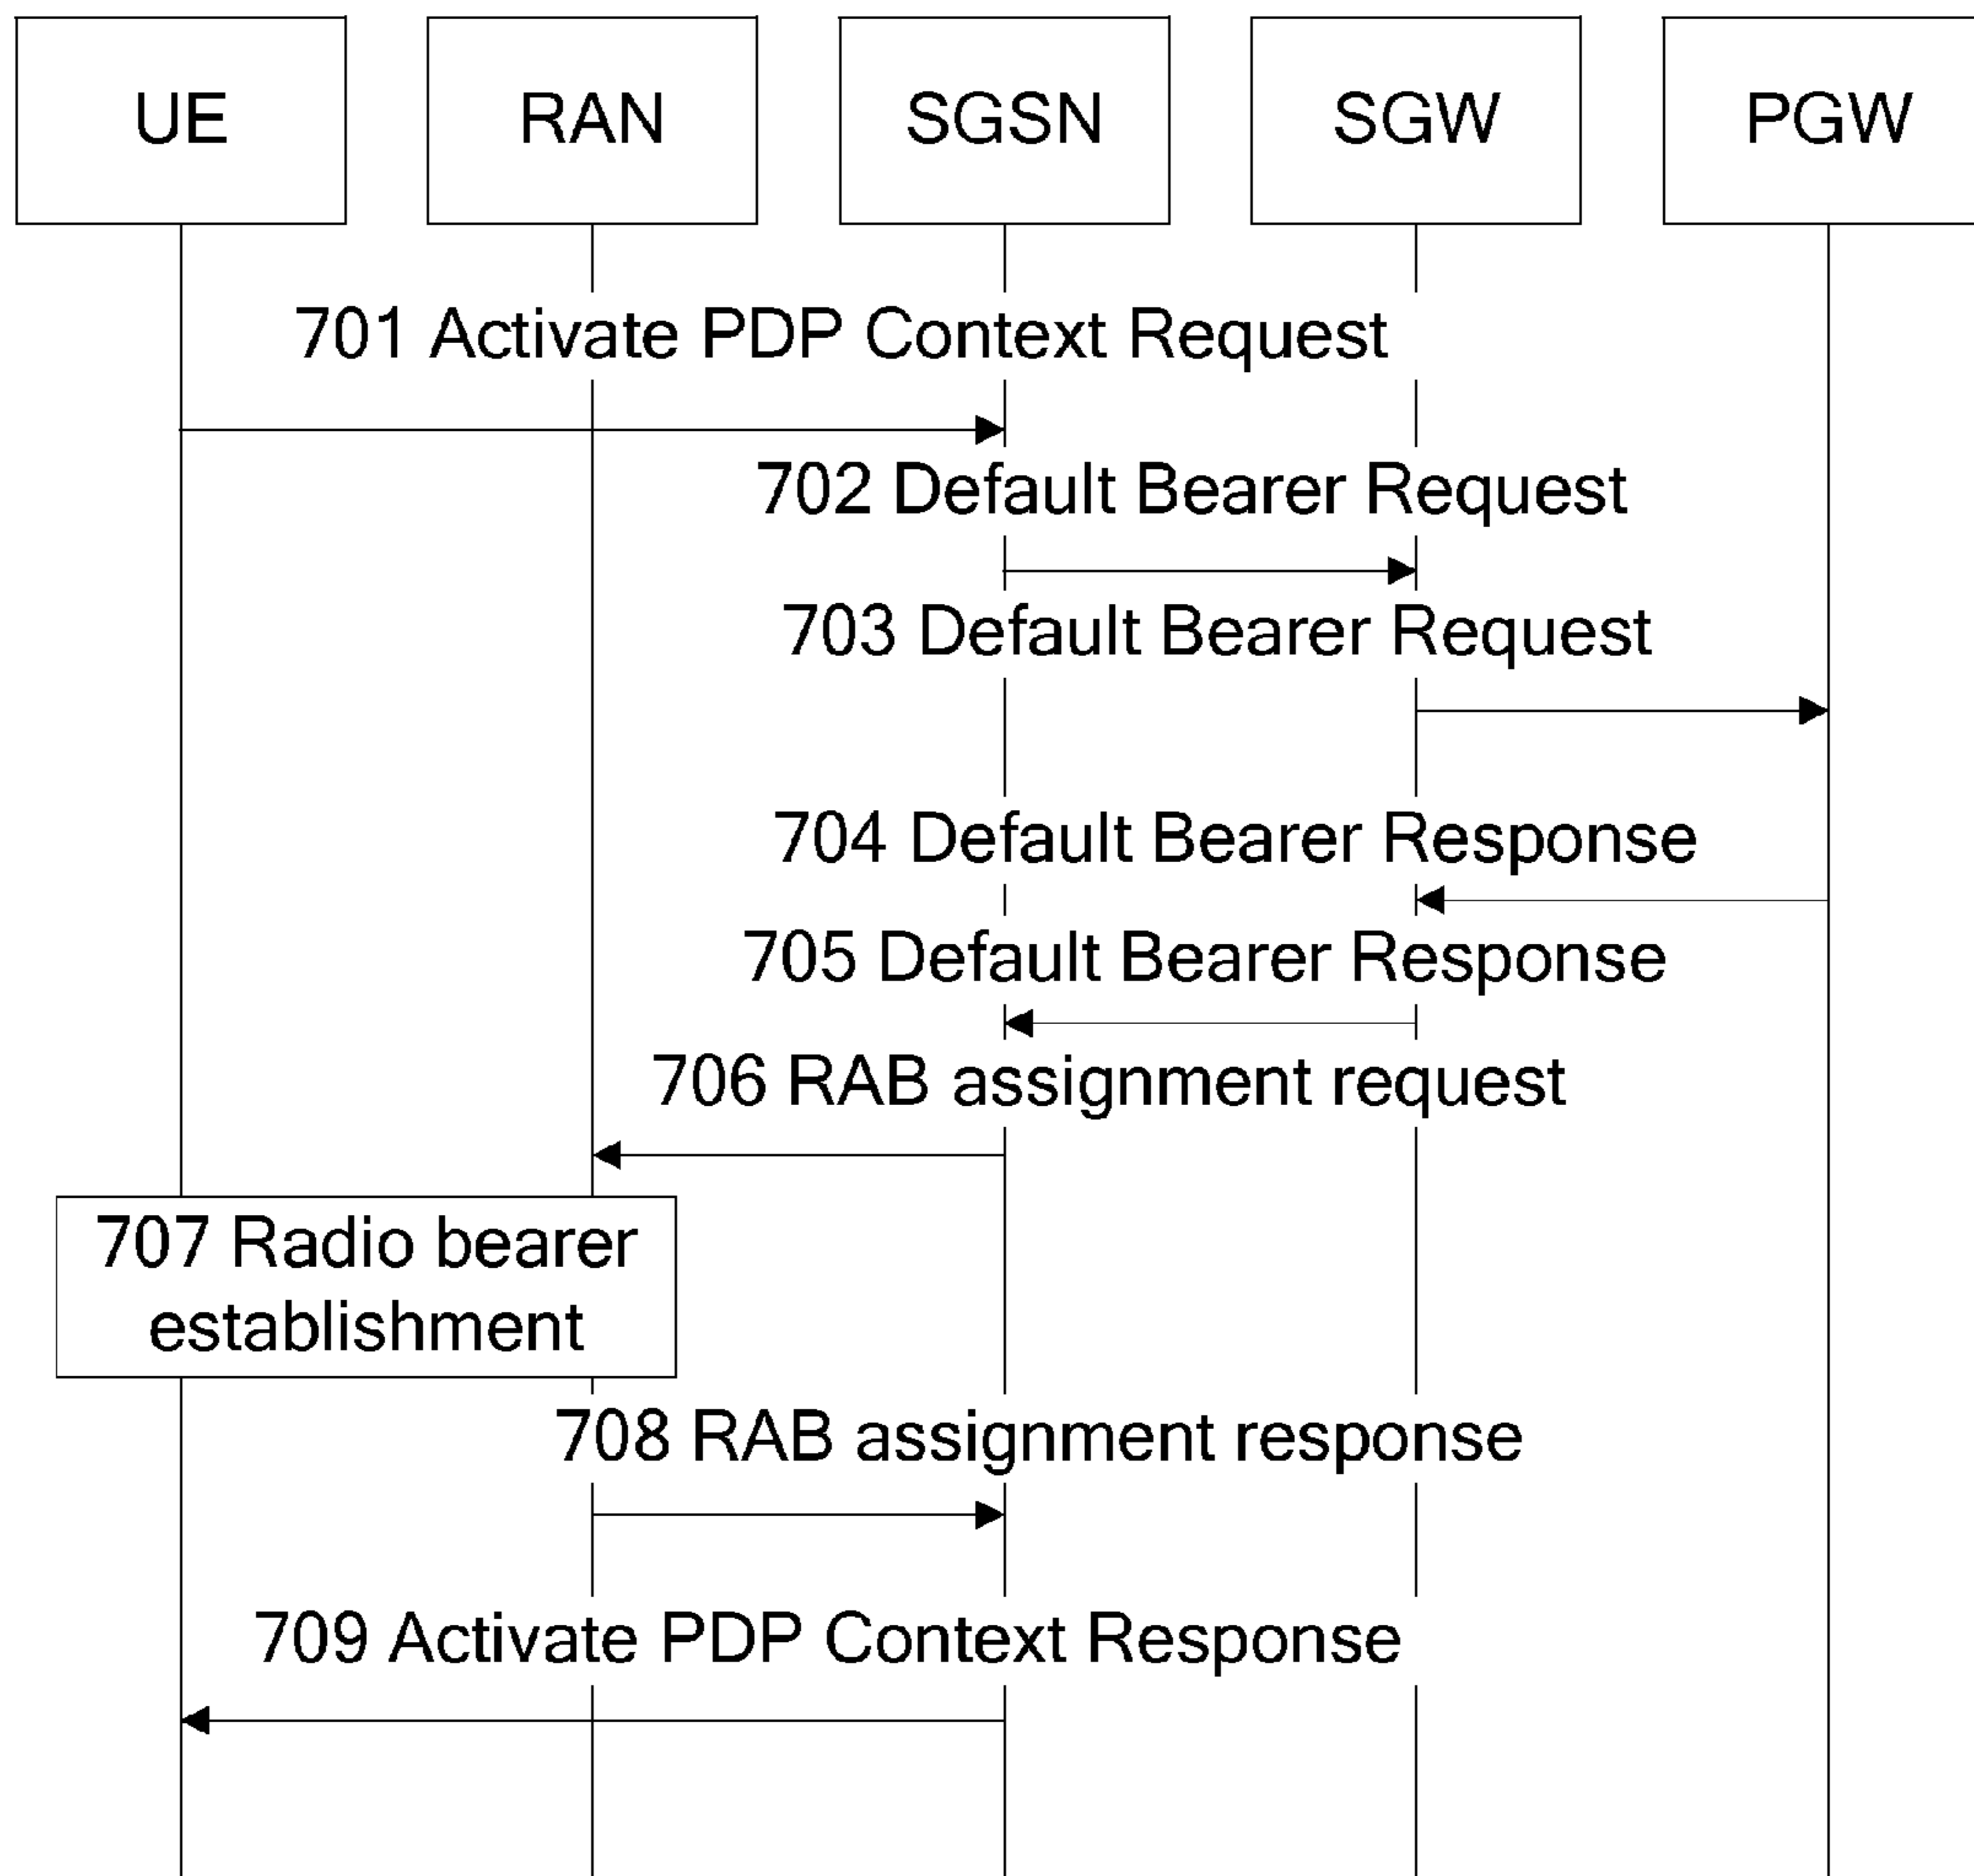 UE
RAN
SGSN
SGW
PGW
701 Activate PDP Context Request
702 Default Bearer Request
703 Default Bearer Request
704 Default Bearer Response
705 Default Bearer Response
706 RAB assignment request
707 Radio bearer
establishment
708 RAB assignment response
709 Activate PDP Context Response